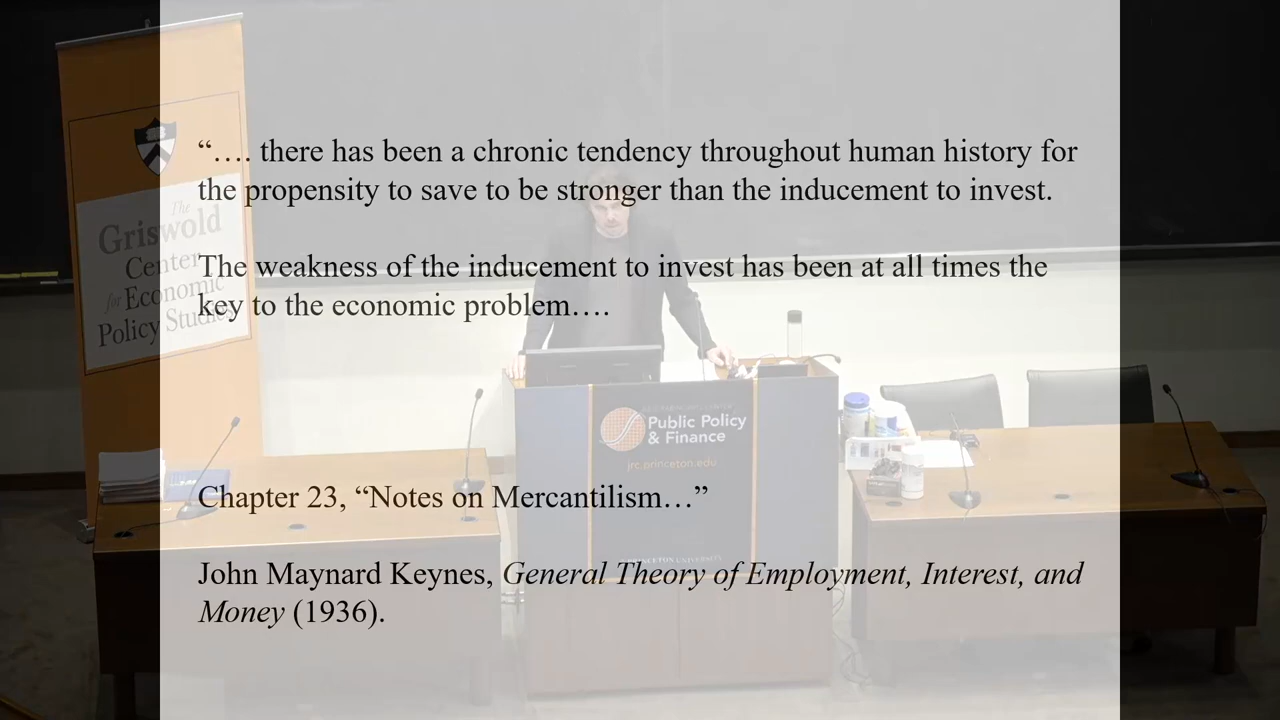 “…. there has been a chronic tendency throughout human history for
the propensity to save to be stronger than the inducement to invest.
The weakness of the inducement to invest has been at all times the
key to the economic problem….
Chapter 23, “Notes on Mercantilism…”
John Maynard Keynes, General Theory of Employment, Interest, and
Money (1936).
The
Griswold
Center
for Economic
Policy Studies
Public Policy
& Finance
jrc.princeton.edu
PRINCETON UNIVERSITY